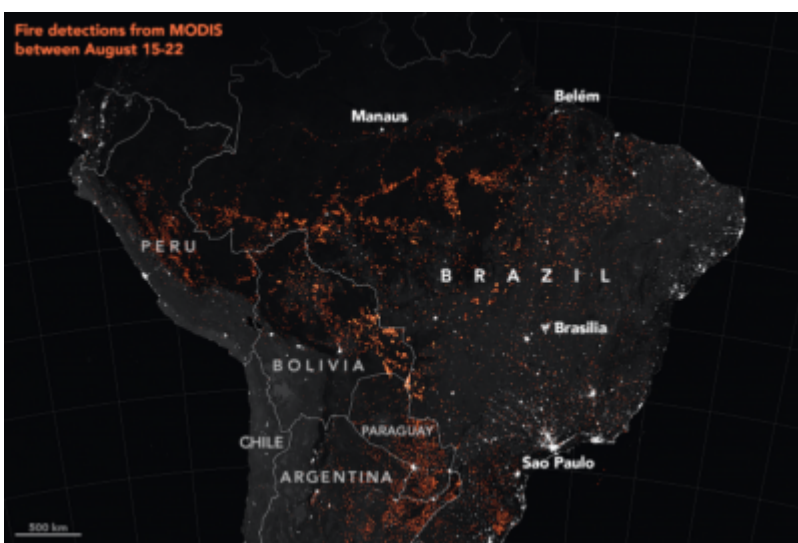 Fire detections from MODIS
between August 15-22
Belém
Manaus
PERU
BRAZIL
Brasilia
BOLIVIA
PARAGUAY
CHILE
Sao Paulo
ARGENTINA
500 km